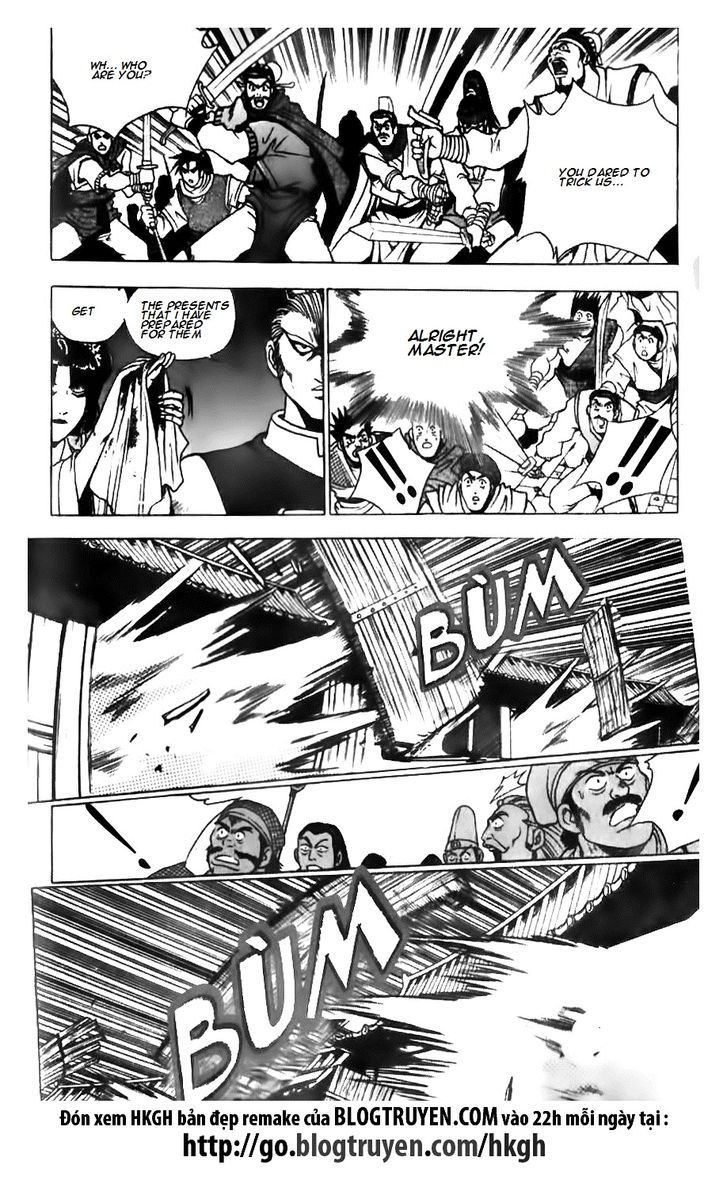 WH... WHO
ARE YOU?
YOU DARED TO
TRICK US...
GET
THE PRESENTS
THAT I HAVE
PREPARED
FOR THEM
ALRIGHT,
MASTER!
!!
!!
BÙM
!
!
BÙM
Đón xem HKGH bản đẹp remake của BLOGTRUYEN.COM vào 22h mỗi ngày tại :
http://go.blogtruyen.com/hkgh